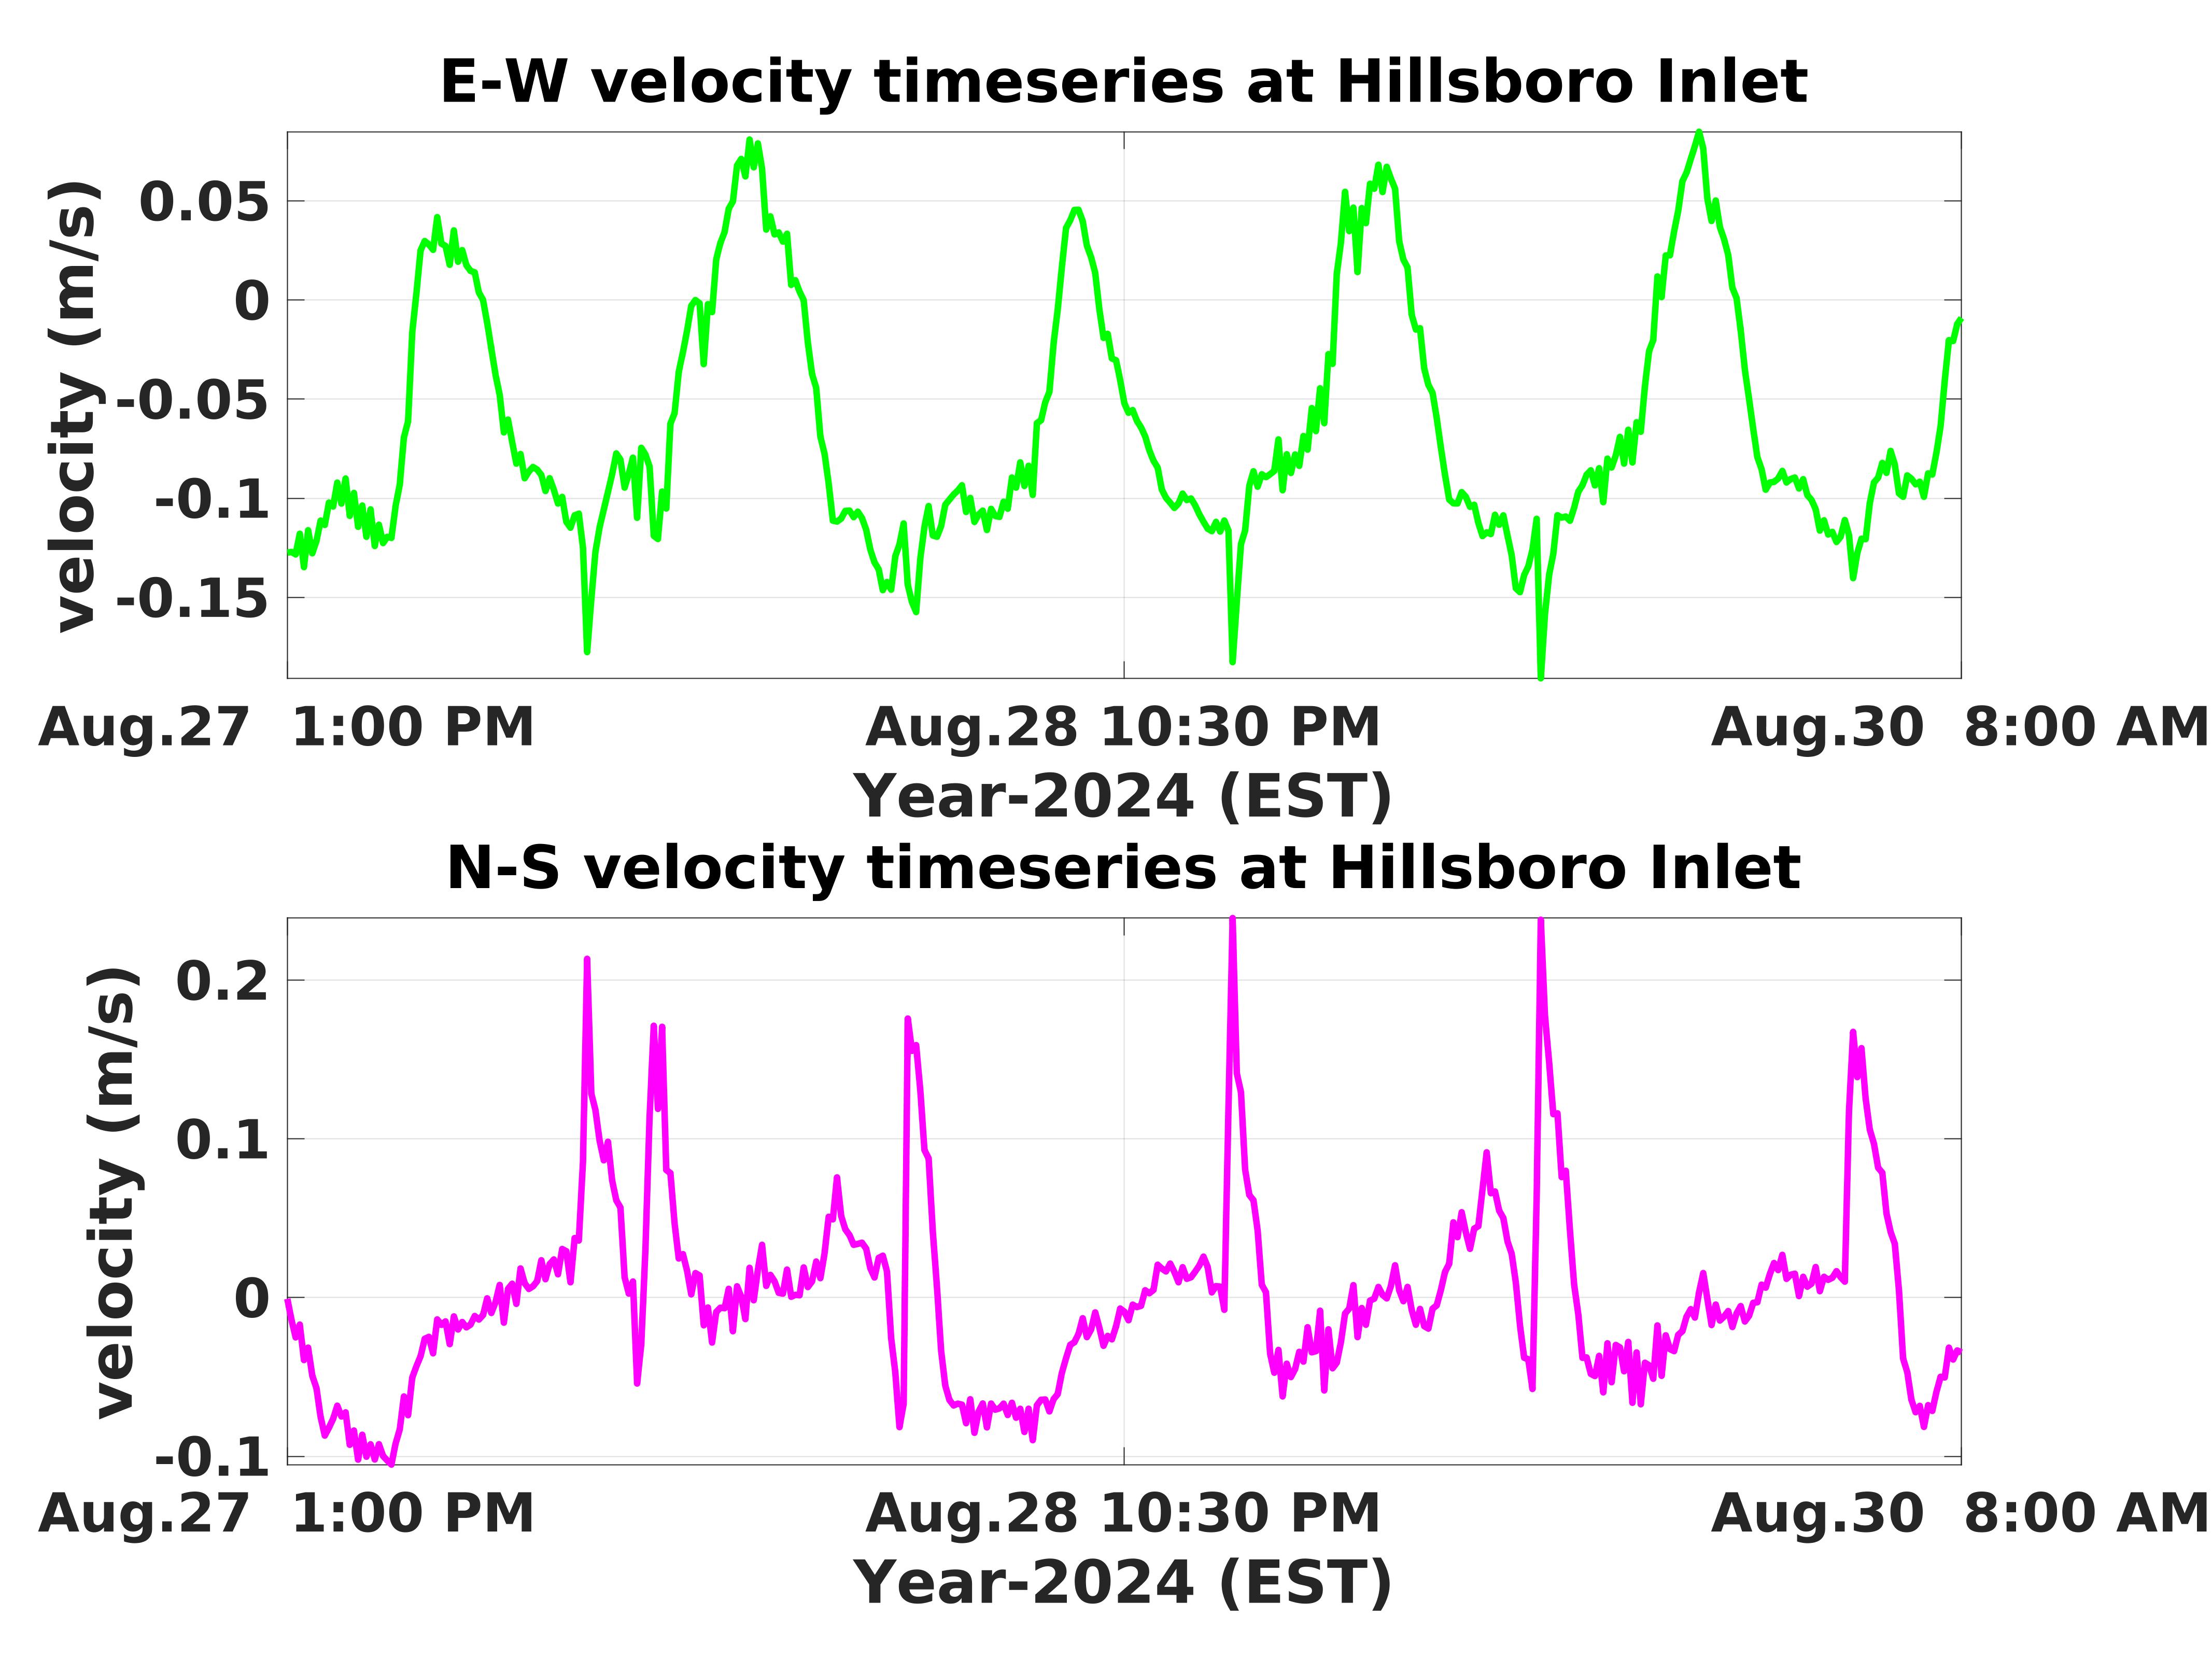 E-W velocity timeseries at Hillsboro Inlet
velocity (m/s)
0.05
0
-0.05
-0.1
-0.15
Aug.27 1:00 PM Aug.28 10:30 PM Aug.30 8:00 AM
Year-2024 (EST)
N-S velocity timeseries at Hillsboro Inlet
velocity (m/s)
0.2
0.1
0
-0.1
Aug.27 1:00 PM Aug.28 10:30 PM Aug.30 8:00 AM
Year-2024 (EST)